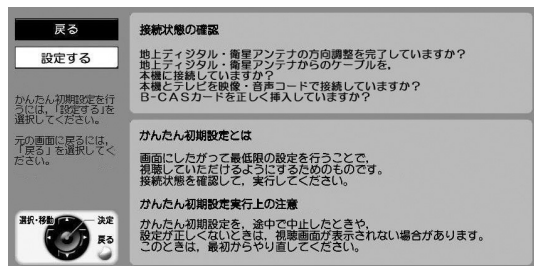 戻る
設定する
かんたん初期設定を行
うには,「設定する」を
選択してください。
元の画面に戻るには,
「戻る」を選択してく
ださい。
選択・移動
決定
戻る
接続状態の確認
地上ディジタル・衛星アンテナの方向調整を完了していますか?
地上ディジタル・衛星アンテナからのケーブルを,
本機に接続していますか?
本機とテレビを映像・音声コードで接続していますか?
B-CASカードを正しく挿入していますか?
かんたん初期設定とは
画面にしたがって最低限の設定を行うことで,
視聴していただけるようにするためのものです。
接続状態を確認して,実行してください。
かんたん初期設定実行上の注意
かんたん初期設定を,途中で中止したときや,
設定が正しくないときは,視聴画面が表示されない場合があります。
このときは,最初からやり直してください。